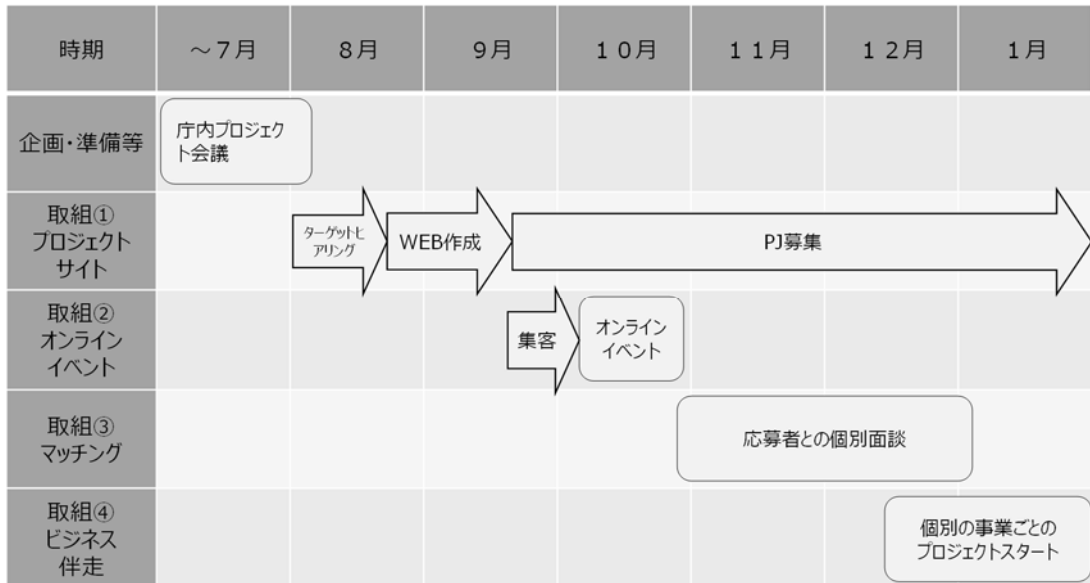 時期
～７月
８月
９月
１０月
１１月
１２月
１月
企画・準備等
庁内プロジェク
ト会議
取組①
プロジェクト
サイト
ターゲットヒ
アリング
WEB作成
PJ募集
取組②
オンライン
イベント
集客
オンライン
イベント
取組③
マッチング
応募者との個別面談
取組④
ビジネス
伴走
個別の事業ごとの
プロジェクトスタート